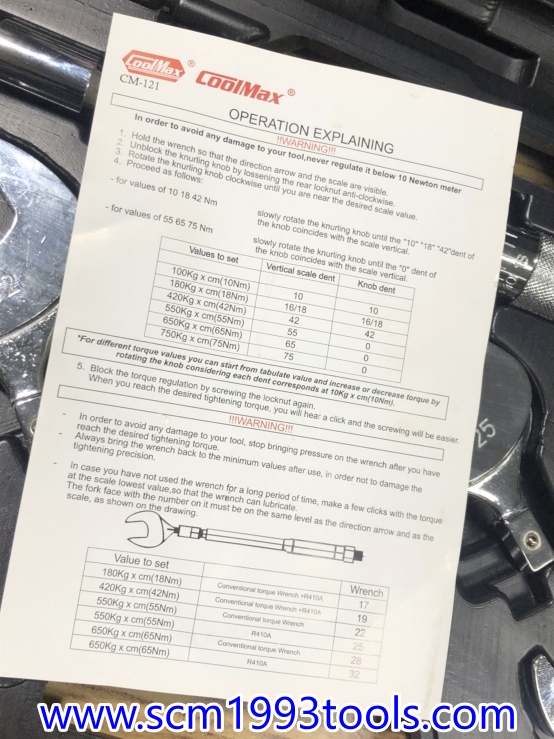 CoolMax ® CoolMax ®
CM-121
OPERATION EXPLAINING
!!WARNING!!!
In order to avoid any damage to your tool,never regulate it below 10 Newton meter
1. Hold the wrench so that the direction arrow and the scale are visible.
2. Unblock the knurling knob by lossening the rear locknut anti-clockwise.
3. Rotate the knurling knob clockwise until you are near the desired scale value.
4. Proceed as follows:
- for values of 10 18 42 Nm
slowly rotate the knurling knob until the "10" "18" "42"dent of
the knob coincides with the scale vertical.
- for values of 55 65 75 Nm
slowly rotate the knurling knob until the "0" dent of
the knob coincides with the scale vertical.
Values to set Vertical scale dent Knob dent
100Kg x cm(10Nm) 10 10
180Kg x cm(18Nm) 16/18 16/18
420Kg x cm(42Nm) 42 42
550Kg x cm(55Nm) 55 0
650Kg x cm(65Nm) 65 0
750Kg x cm(75Nm) 75 0
*For different torque values you can start from tabulate value and increase or decrease torque by
rotating the knob considering each dent corresponds at 10Kg x cm(10Nm).
5. Block the torque regulation by screwing the locknut again.
When you reach the desired tightening torque, you will hear a click and the screwing will be easier.
!!!WARNING!!!
- In order to avoid any damage to your tool, stop bringing pressure on the wrench after you have
reach the desired tightening torque.
- Always bring the wrench back to the minimum values after use, in order not to damage the
tightening precision.
- In case you have not used the wrench for a long period of time, make a few clicks with the torque
at the scale lowest value,so that the wrench can lubricate.
The fork face with the number on it must be on the same level as the direction arrow and as the
scale, as shown on the drawing.
Value to set Wrench
180Kg x cm(18Nm) Conventional torque Wrench +R410A 17
420Kg x cm(42Nm) Conventional torque Wrench +R410A 19
550Kg x cm(55Nm) Conventional torque Wrench 22
550Kg x cm(55Nm) R410A 25
650Kg x cm(65Nm) Conventional torque Wrench 26
650Kg x cm(65Nm) R410A 32
25
www.scm1993tools.com